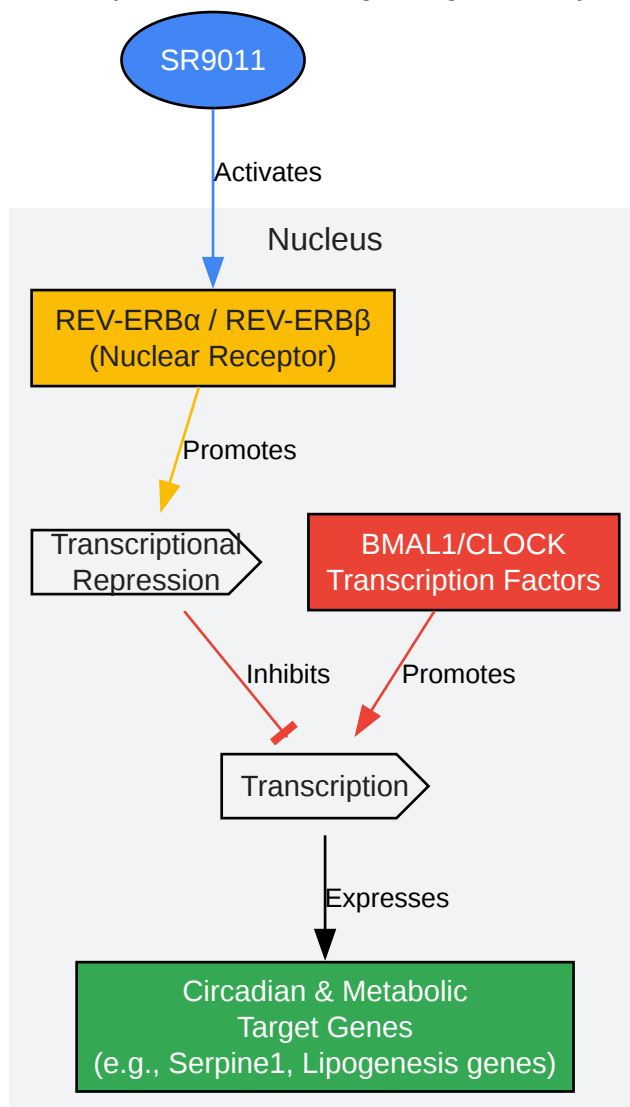 SR9011
Activates
Nucleus
REV-ERBα / REV-ERBβ
(Nuclear Receptor)
Promotes
Transcriptional
Repression
BMAL1/CLOCK
Transcription Factors
Inhibits
Promotes
Transcription
Expresses
Circadian & Metabolic
Target Genes
(e.g., Serpine1, Lipogenesis genes)